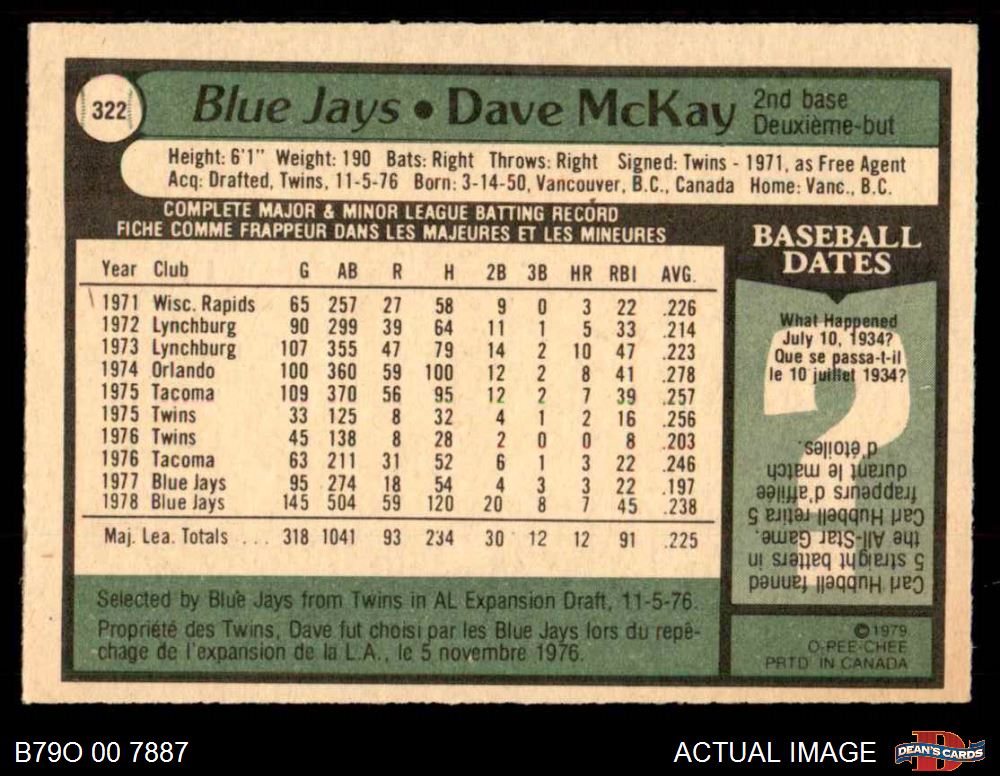 322
Blue Jays • Dave McKay
2nd base
Deuxième-but
Height: 6'1" Weight: 190 Bats: Right Throws: Right Signed: Twins - 1971, as Free Agent
Acq: Drafted, Twins, 11-5-76 Born: 3-14-50, Vancouver, B.C., Canada Home: Vanc., B.C.
COMPLETE MAJOR & MINOR LEAGUE BATTING RECORD
FICHE COMME FRAPPEUR DANS LES MAJEURES ET LES MINEURES
Year Club G AB R H 2B 3B HR RBI AVG.
1971 Wisc. Rapids 65 257 27 58 9 0 3 22 .226
1972 Lynchburg 90 299 39 64 11 1 5 33 .214
1973 Lynchburg 107 355 47 79 14 2 10 47 .223
1974 Orlando 100 360 59 100 12 2 8 41 .278
1975 Tacoma 109 370 56 95 12 2 7 39 .257
1975 Twins 33 125 8 32 4 1 2 16 .256
1976 Twins 45 138 8 28 2 0 0 8 .203
1976 Tacoma 63 211 31 52 6 1 3 22 .246
1977 Blue Jays 95 274 18 54 4 3 3 22 .197
1978 Blue Jays 145 504 59 120 20 8 7 45 .238
Maj. Lea. Totals ... 318 1041 93 234 30 12 12 91 .225
Selected by Blue Jays from Twins in AL Expansion Draft, 11-5-76.
Propriété des Twins, Dave fut choisi par les Blue Jays lors du repê-
chage de l'expansion de la L.A., le 5 novembre 1976.
BASEBALL
DATES
What Happened
July 10, 1934?
Que se passa-t-il
le 10 juillet 1934?
Carl Hubbell fanned
5 straight batters in
the All-Star Game.
Carl Hubbell retira 5
frappeurs d'affilée
durant le match
d'étoiles.
©1979
O-PEE-CHEE
PRTD IN CANADA
B79O 00 7887
ACTUAL IMAGE
DEAN'S CARDS